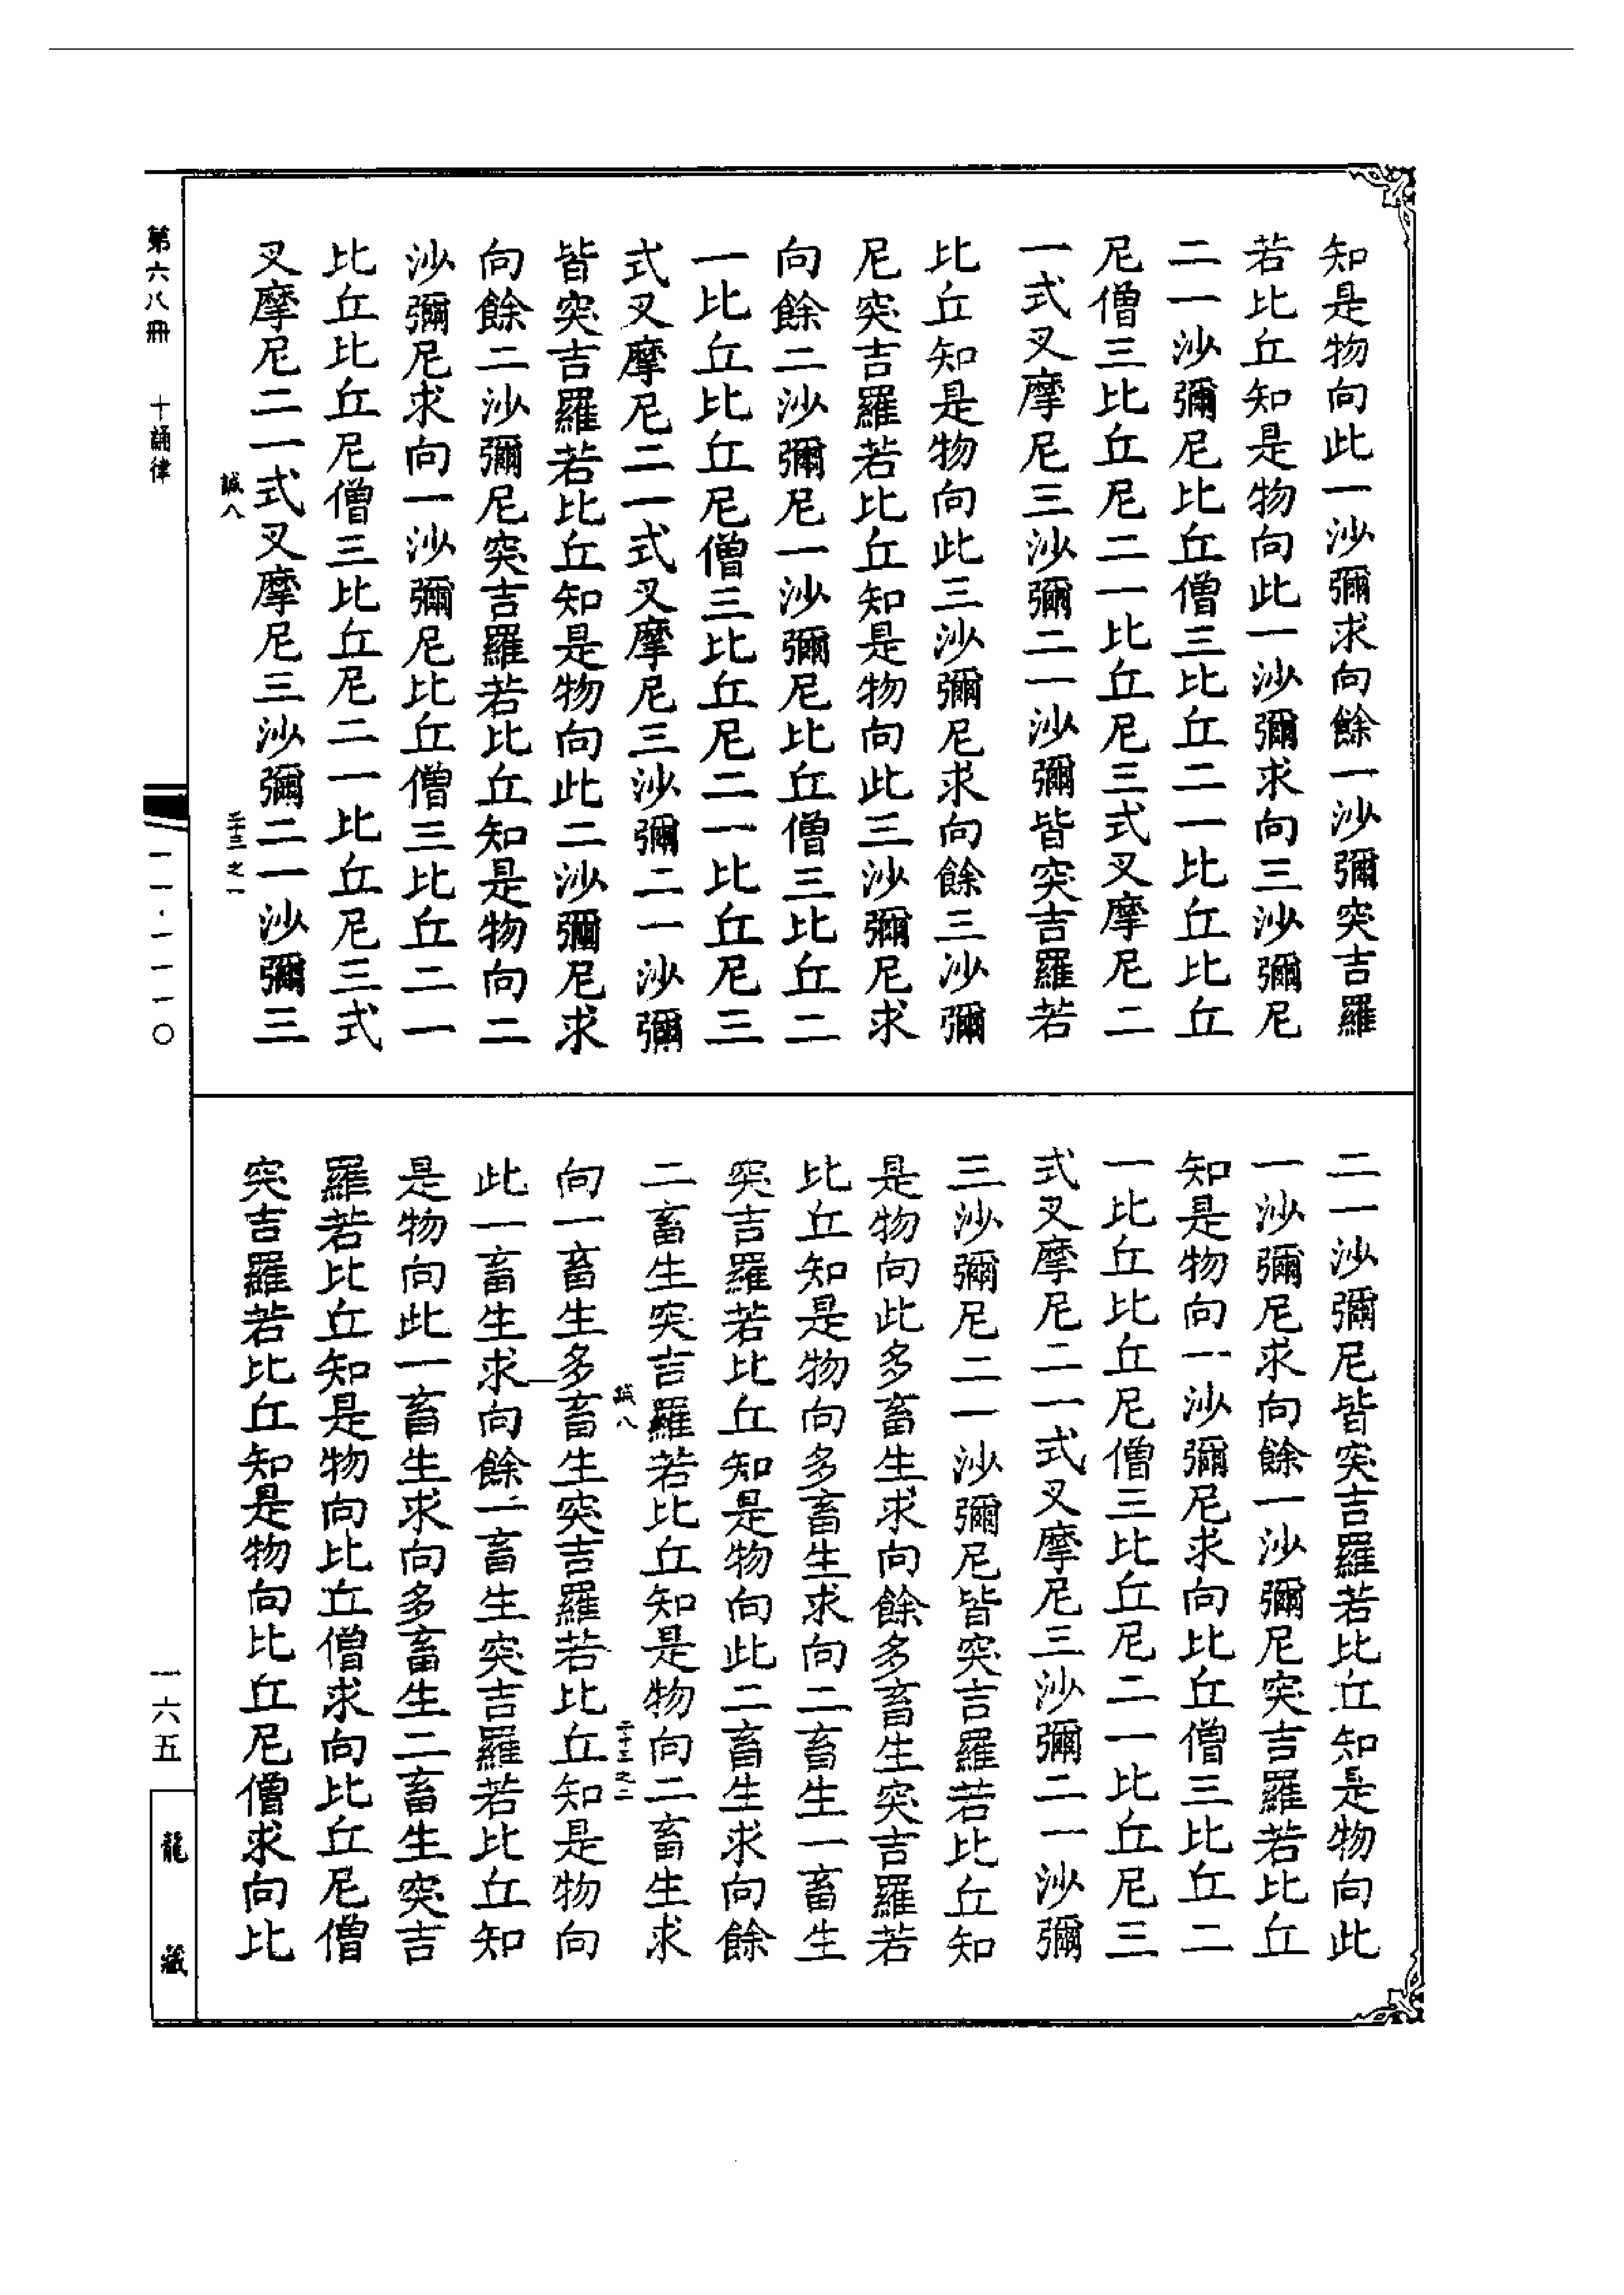 知是物向此一沙彌求向餘一沙彌突吉羅
若比丘知是物向此一沙彌求向三沙彌尼
二一沙彌尼比丘僧三比丘二一比丘比丘
尼僧三比丘尼二一比丘尼三式叉摩尼二
一式叉摩尼三沙彌二一沙彌皆突吉羅若
比丘知是物向此三沙彌尼求向餘三沙彌
尼突吉羅若比丘知是物向此三沙彌尼求
向餘二沙彌尼一沙彌尼比丘僧三比丘二
一比丘比丘尼僧三比丘尼二一比丘尼三
式叉摩尼二一式叉摩尼三沙彌二一沙彌
皆突吉羅若比丘知是物向此二沙彌尼求
向餘二沙彌尼突吉羅若比丘知是物向二
沙彌尼求向一沙彌尼比丘僧三比丘二一
比丘比丘尼僧三比丘尼二一比丘尼三式
叉摩尼二一式叉摩尼三沙彌二一沙彌三
誠八 二十三之一
二一沙彌尼皆突吉羅若比丘知是物向此
一沙彌尼求向餘一沙彌尼突吉羅若比丘
知是物向一沙彌尼求向比丘僧三比丘二
一比丘比丘尼僧三比丘尼二一比丘尼三
式叉摩尼二一式叉摩尼三沙彌二一沙彌
三沙彌尼二一沙彌尼皆突吉羅若比丘知
是物向此多畜生求向餘多畜生突吉羅若
比丘知是物向多畜生求向二畜生一畜生
突吉羅若比丘知是物向此二畜生求向餘
二畜生突吉羅若比丘知是物向二畜生求
誠八 二十三之二
向一畜生多畜生突吉羅若比丘知是物向
此一畜生求向餘一畜生突吉羅若比丘知
是物向此一畜生求向多畜生二畜生突吉
羅若比丘知是物向比丘僧求向比丘尼僧
突吉羅若比丘知是物向比丘尼僧求向比
第六八冊 十誦律 一一·一一一〇 一六五 龍藏